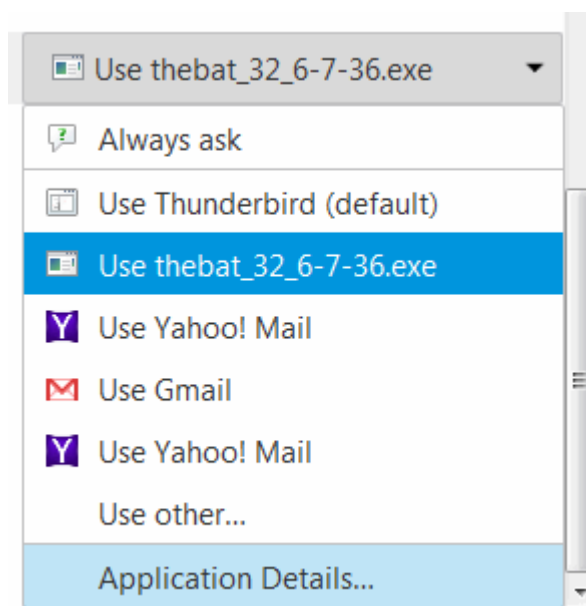 Use thebat_32_6-7-36.exe
Always ask
Use Thunderbird (default)
Use thebat_32_6-7-36.exe
Use Yahoo! Mail
Use Gmail
Use Yahoo! Mail
Use other...
Application Details...